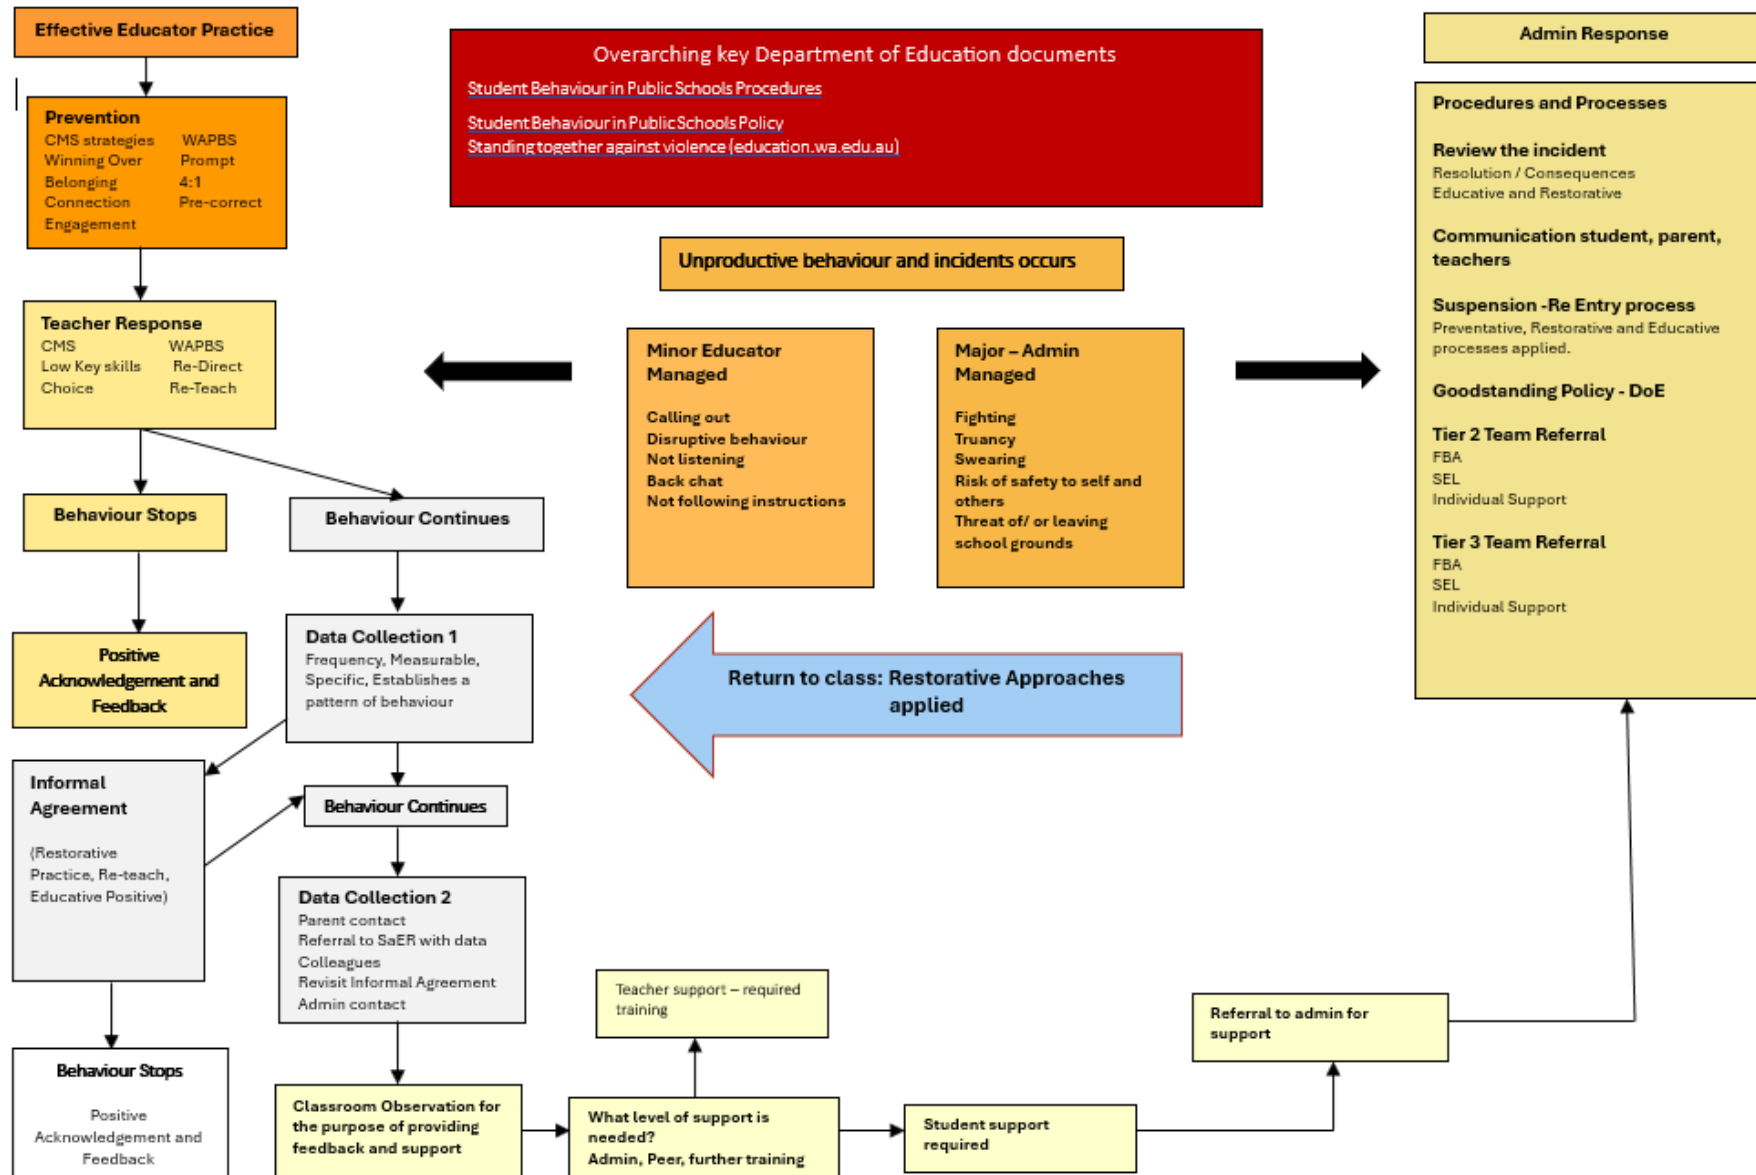 Effective Educator Practice
Prevention
CMS strategies WAPBS
Winning Over Prompt
Belonging 4:1
Connection Pre-correct
Engagement
Teacher Response
CMS WAPBS
Low Key skills Re-Direct
Choice Re-Teach
Behaviour Stops
Behaviour Continues
Positive
Acknowledgement and
Feedback
Data Collection 1
Frequency, Measurable,
Specific, Establishes a
pattern of behaviour
Informal
Agreement
(Restorative
Practice, Re-teach,
Educative Positive)
Behaviour Continues
Data Collection 2
Parent contact
Referral to SaER with data
Colleagues
Revisit Informal Agreement
Admin contact
Behaviour Stops
Positive
Acknowledgement and
Feedback
Classroom Observation for
the purpose of providing
feedback and support
What level of support is
needed?
Admin, Peer, further training
Teacher support – required
training
Student support
required
Referral to admin for
support
Overarching key Department of Education documents
Student Behaviour in Public Schools Procedures
Student Behaviour in Public Schools Policy
Standing together against violence (education.wa.edu.au)
Unproductive behaviour and incidents occurs
Minor Educator
Managed
Calling out
Disruptive behaviour
Not listening
Back chat
Not following instructions
Major – Admin
Managed
Fighting
Truancy
Swearing
Risk of safety to self and
others
Threat of/ or leaving
school grounds
Return to class: Restorative Approaches
applied
Admin Response
Procedures and Processes
Review the incident
Resolution / Consequences
Educative and Restorative
Communication student, parent,
teachers
Suspension -Re Entry process
Preventative, Restorative and Educative
processes applied.
Goodstanding Policy - DoE
Tier 2 Team Referral
FBA
SEL
Individual Support
Tier 3 Team Referral
FBA
SEL
Individual Support